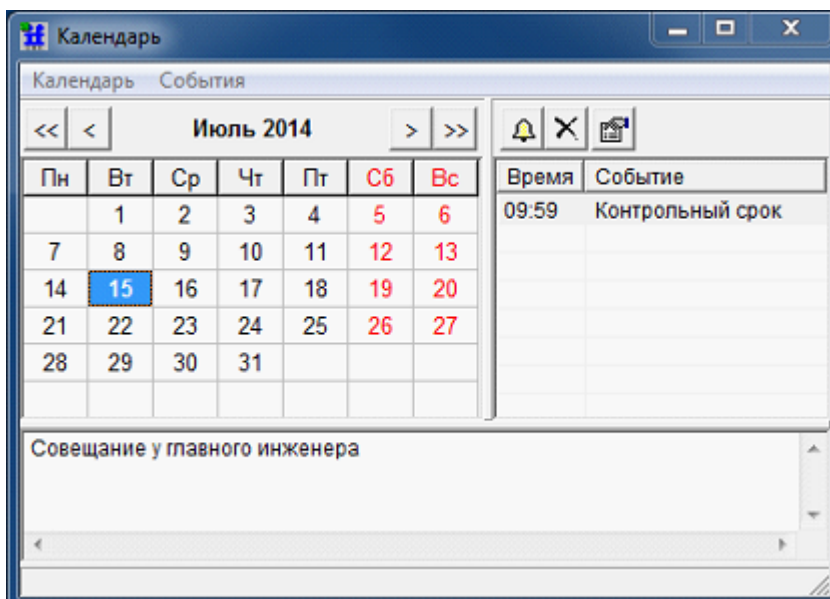 Календарь
Календарь События
<< < Июль 2014 > >>
Пн Вт Ср Чт Пт Сб Вс
1 2 3 4 5 6
7 8 9 10 11 12 13
14 15 16 17 18 19 20
21 22 23 24 25 26 27
28 29 30 31
Время Событие
09:59 Контрольный срок
Совещание у главного инженера